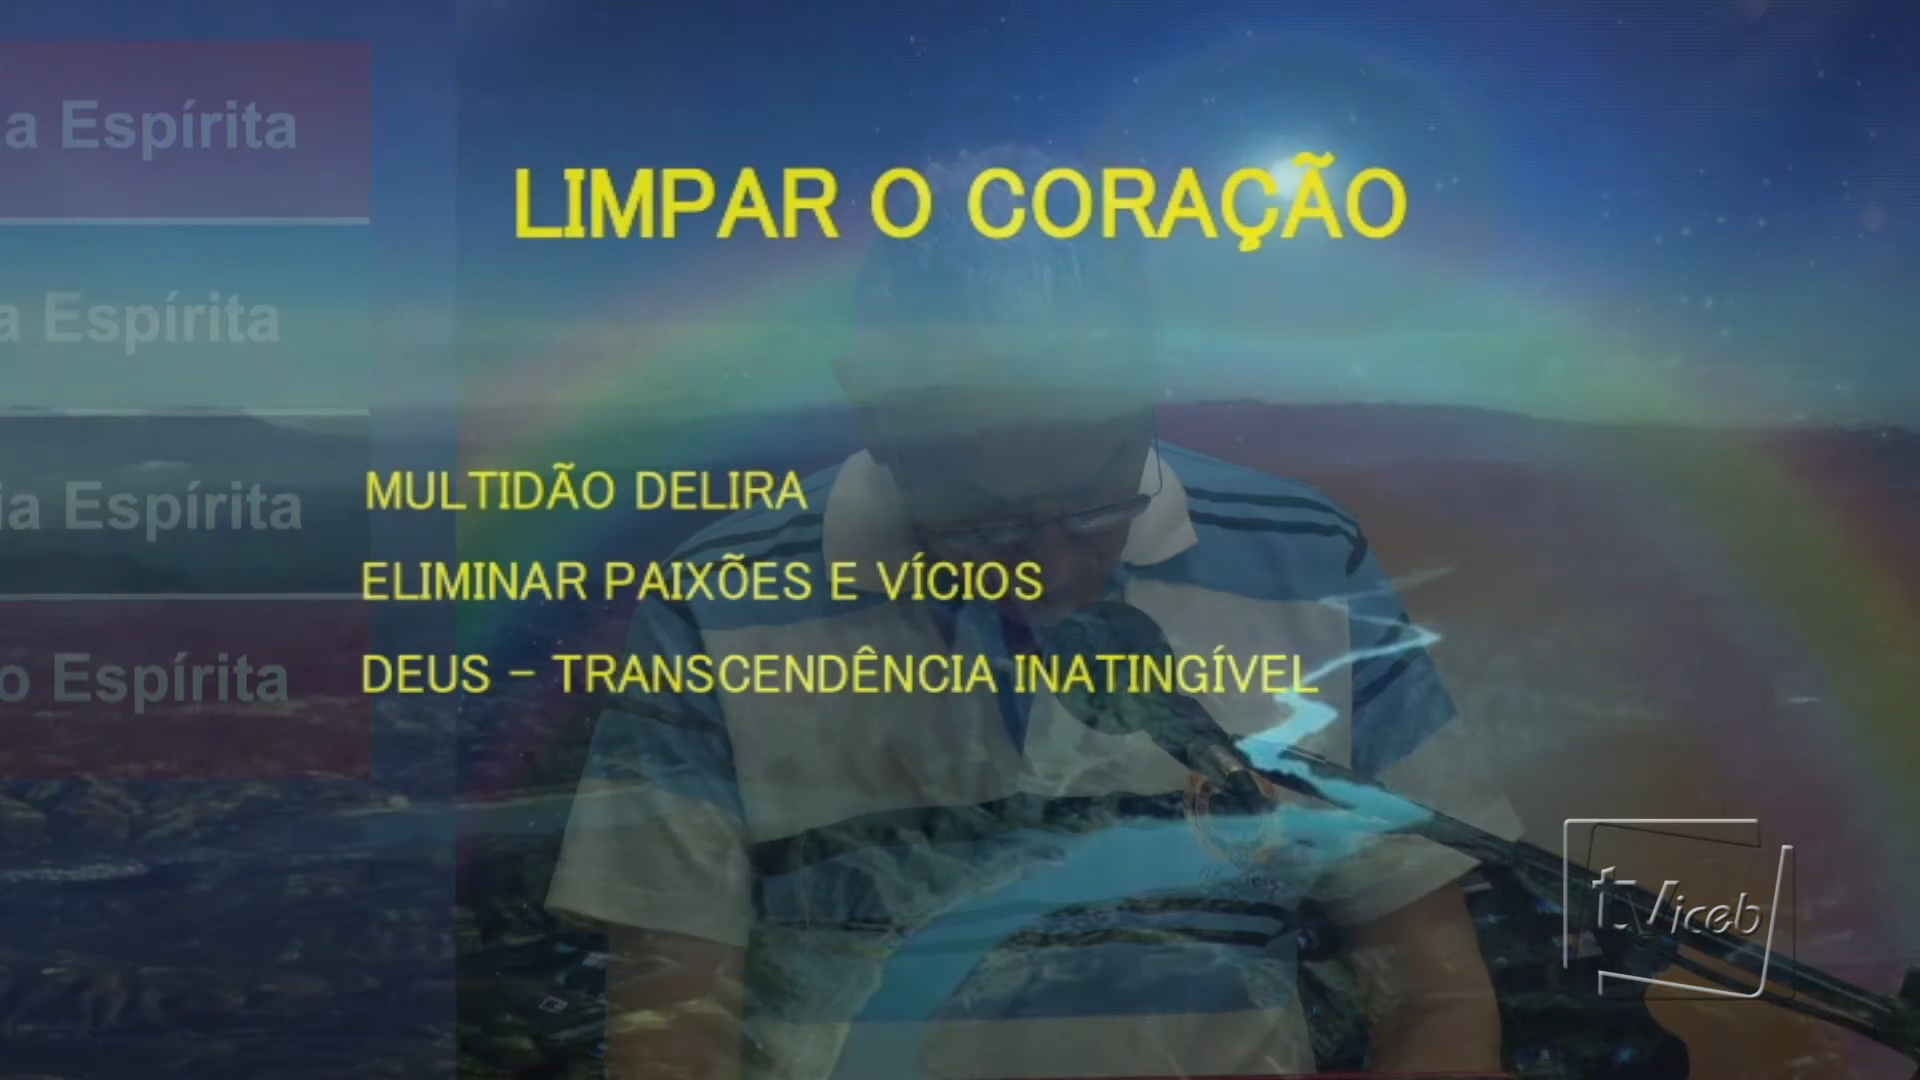 a Espírita
a Espírita
ia Espírita
o Espírita
LIMPAR O CORAÇÃO
MULTIDÃO DELIRA
ELIMINAR PAIXÕES E VÍCIOS
DEUS – TRANSCENDÊNCIA INATINGÍVEL
tViceb